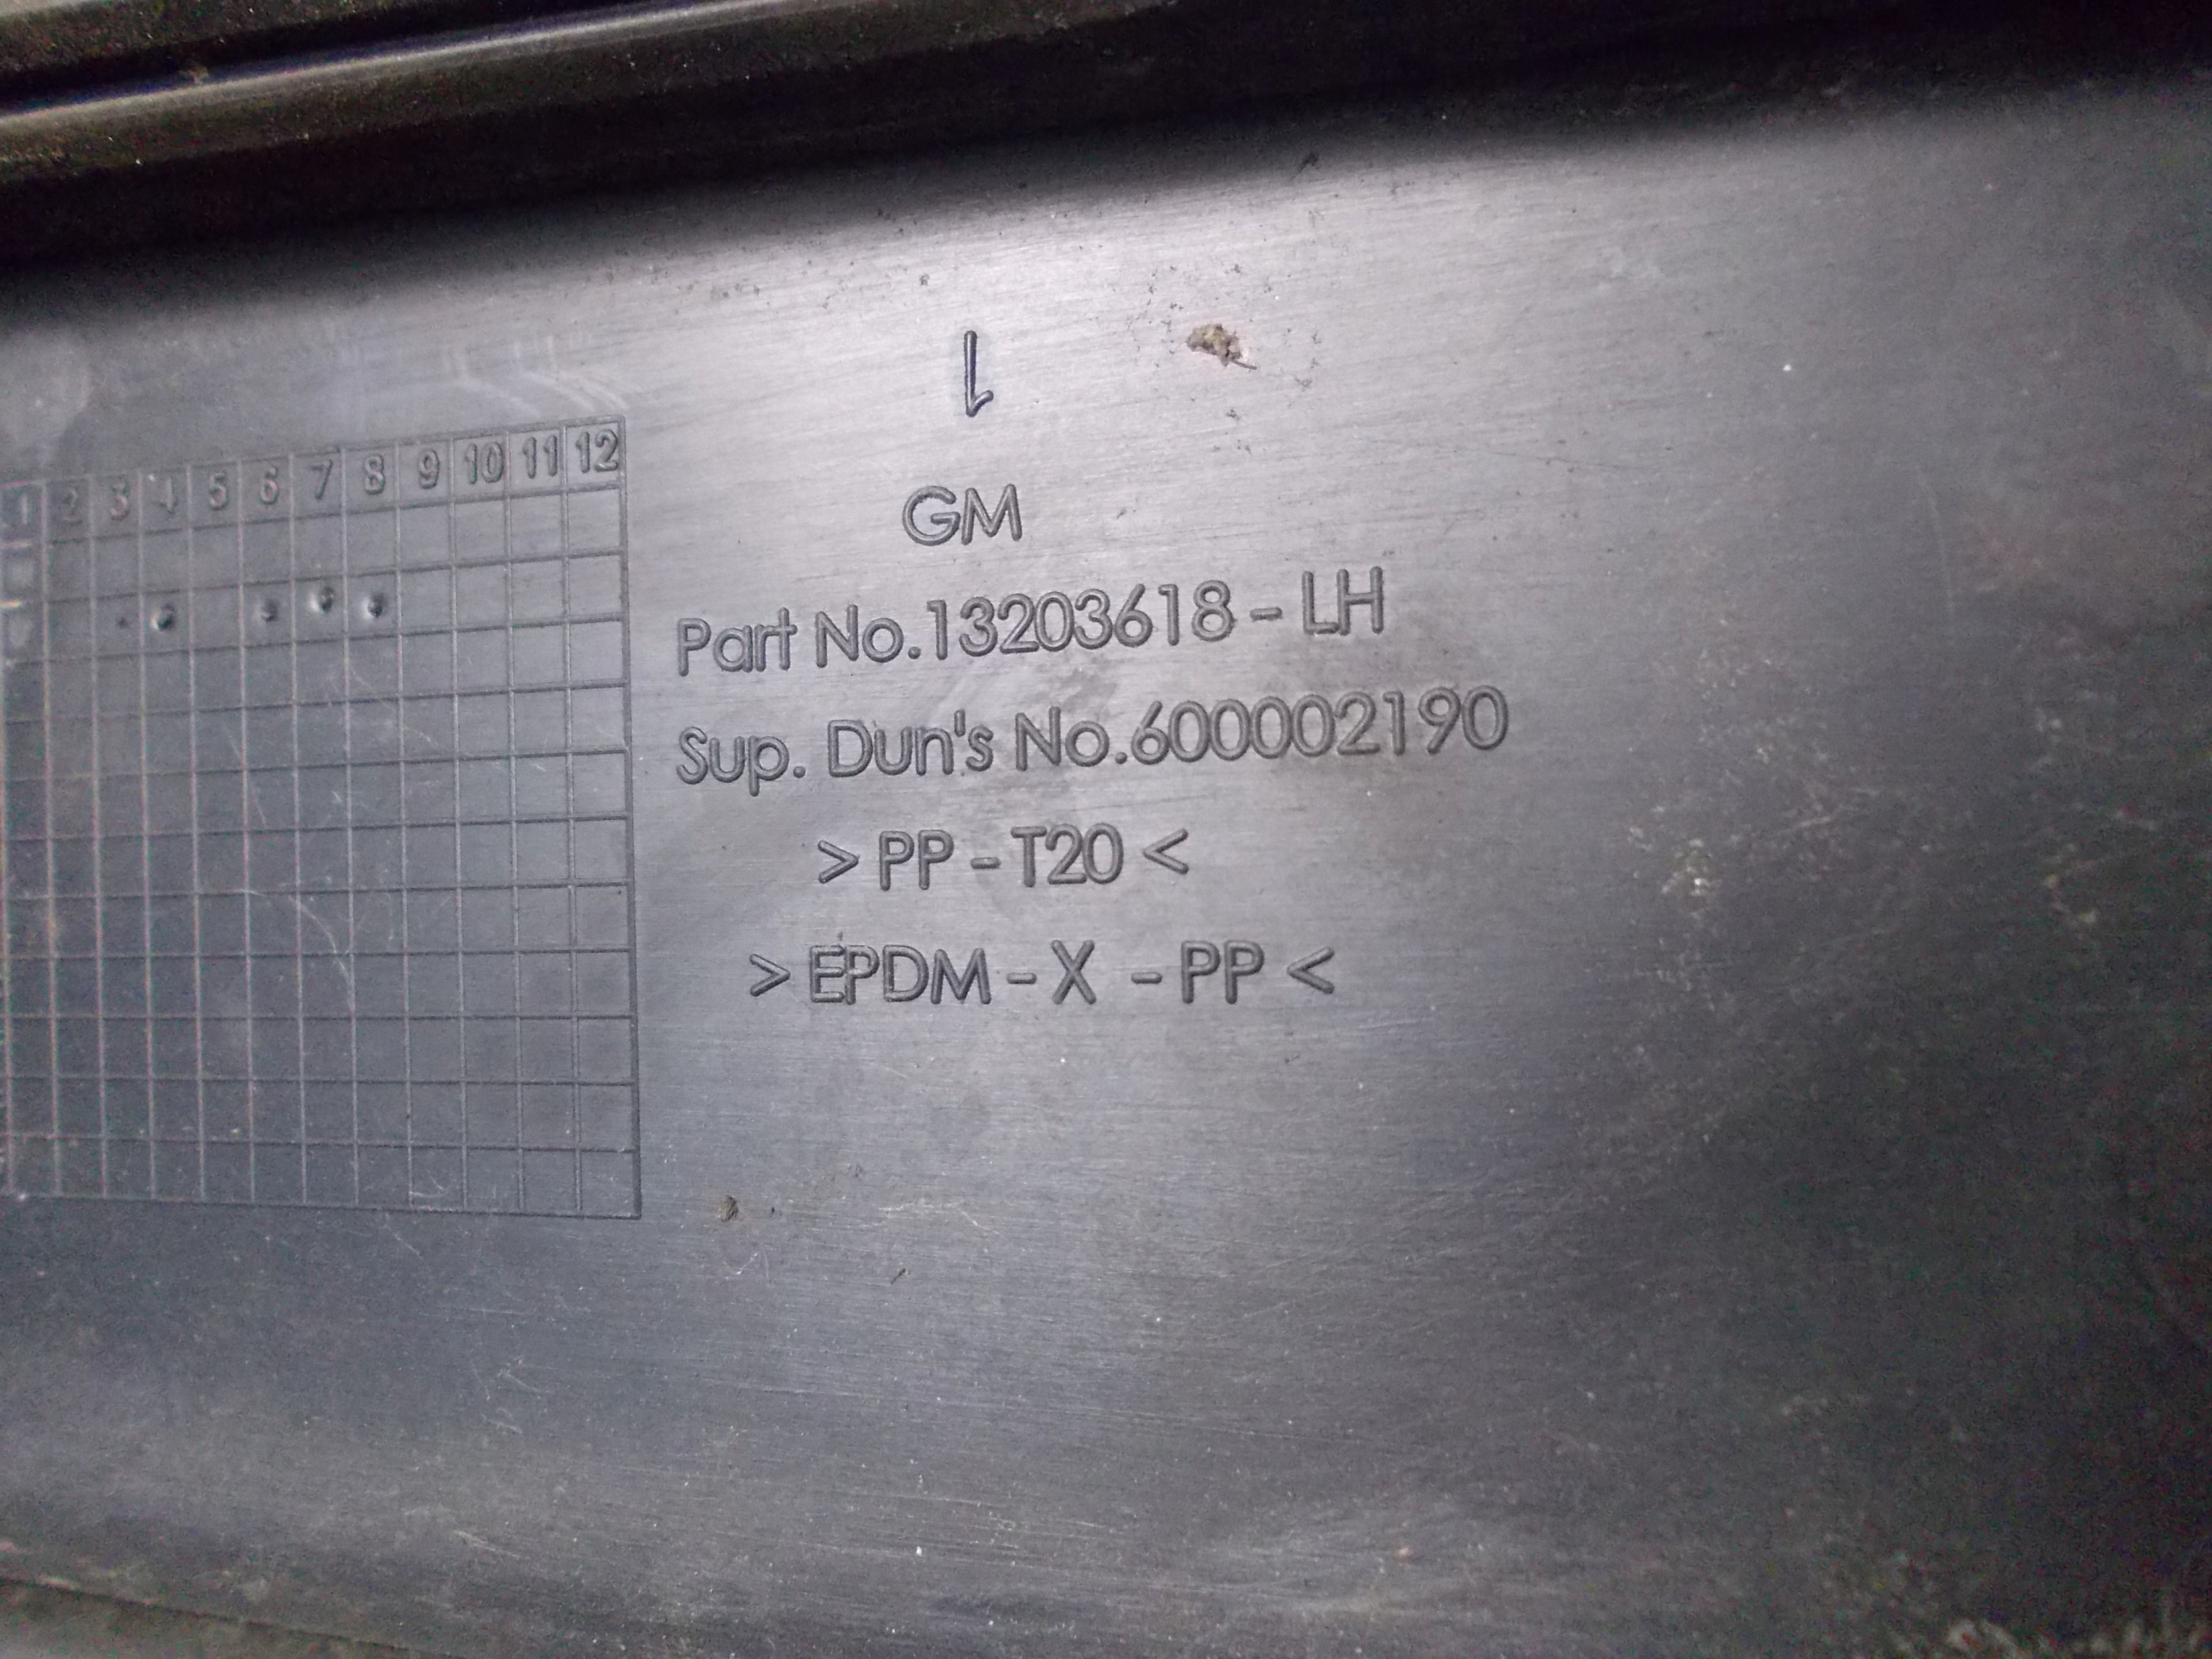 1
GM
1 2 3 4 5 6 7 8 9 10 11 12
Part No.13203618-LH
Sup. Dun's No.600002190
> PP - T20 <
> EPDM - X - PP <